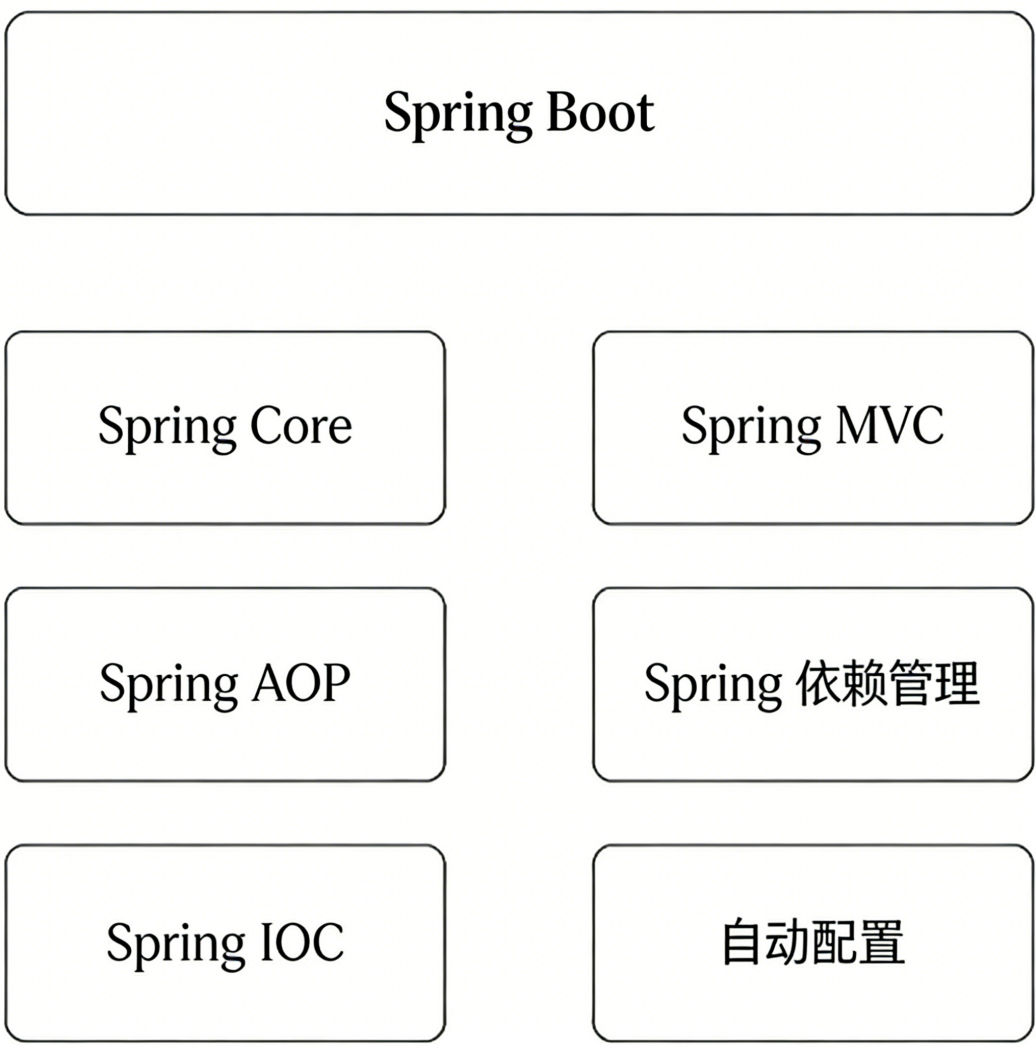 Spring Boot
Spring Core
Spring MVC
Spring AOP
Spring 依赖管理
Spring IOC
自动配置